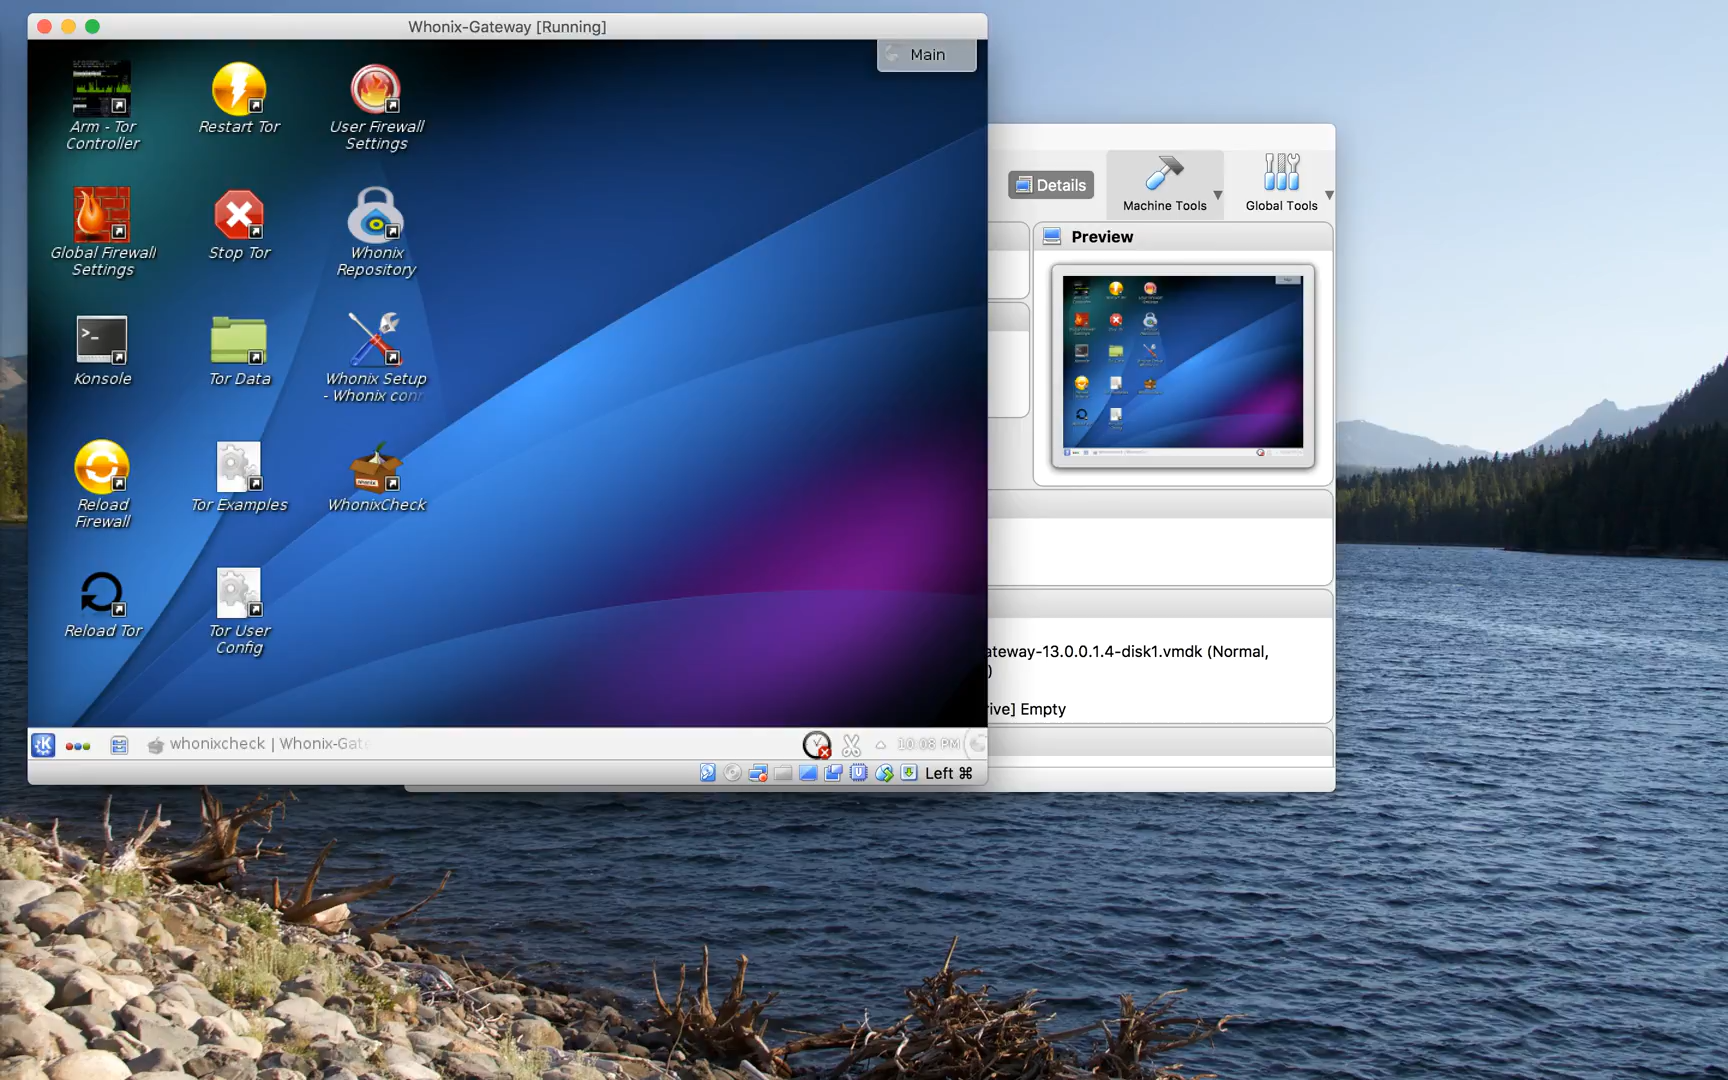 Whonix-Gateway [Running]
Main
Arm - Tor
Controller
Restart Tor
User Firewall
Settings
Global Firewall
Settings
Stop Tor
Whonix
Repository
Konsole
Tor Data
Whonix Setup
- Whonix con
Reload
Firewall
Tor Examples
WhonixCheck
Reload Tor
Tor User
Config
whonixcheck | Whonix-Gate
10:08 PM
Left ⌘
Details
Machine Tools
Global Tools
Preview
ateway-13.0.0.1.4-disk1.vmdk (Normal,
)
rive] Empty